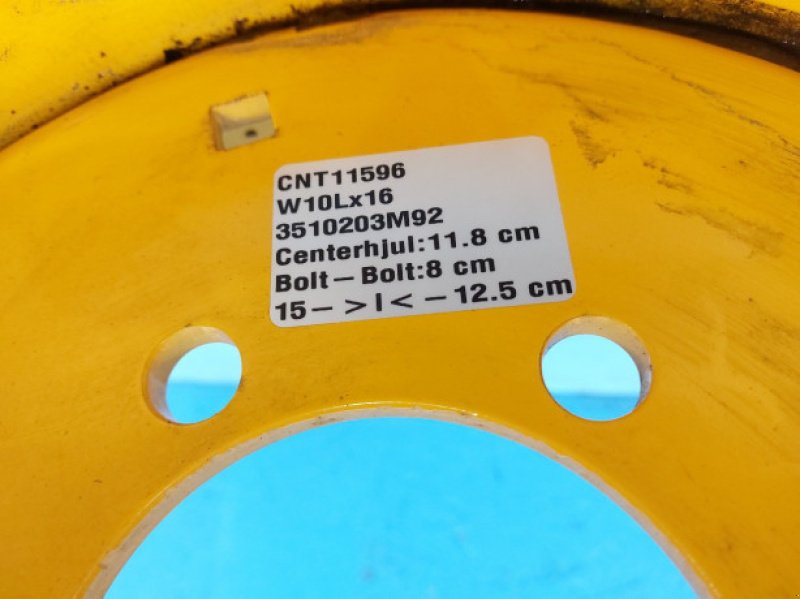 CNT11596
W10Lx16
3510203M92
Centerhjul:11.8 cm
Bolt – Bolt:8 cm
15– >I< –12.5 cm